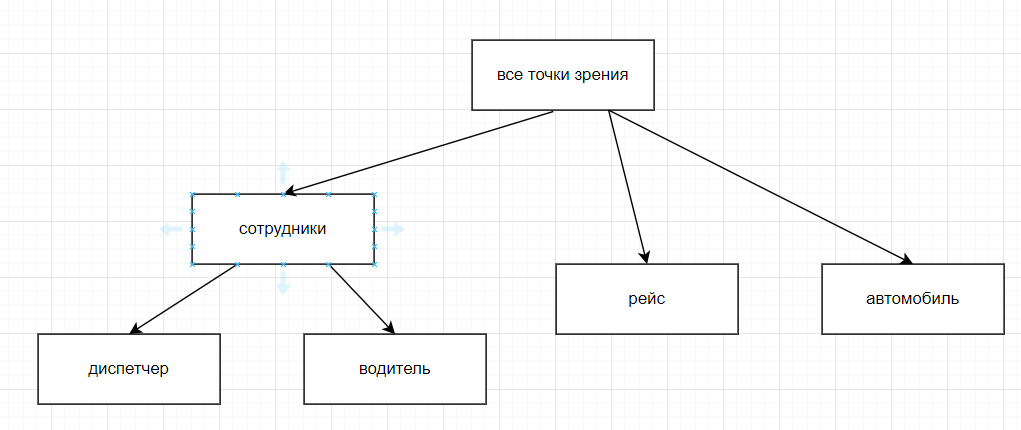 все точки зрения
сотрудники
рейс
автомобиль
диспетчер
водитель